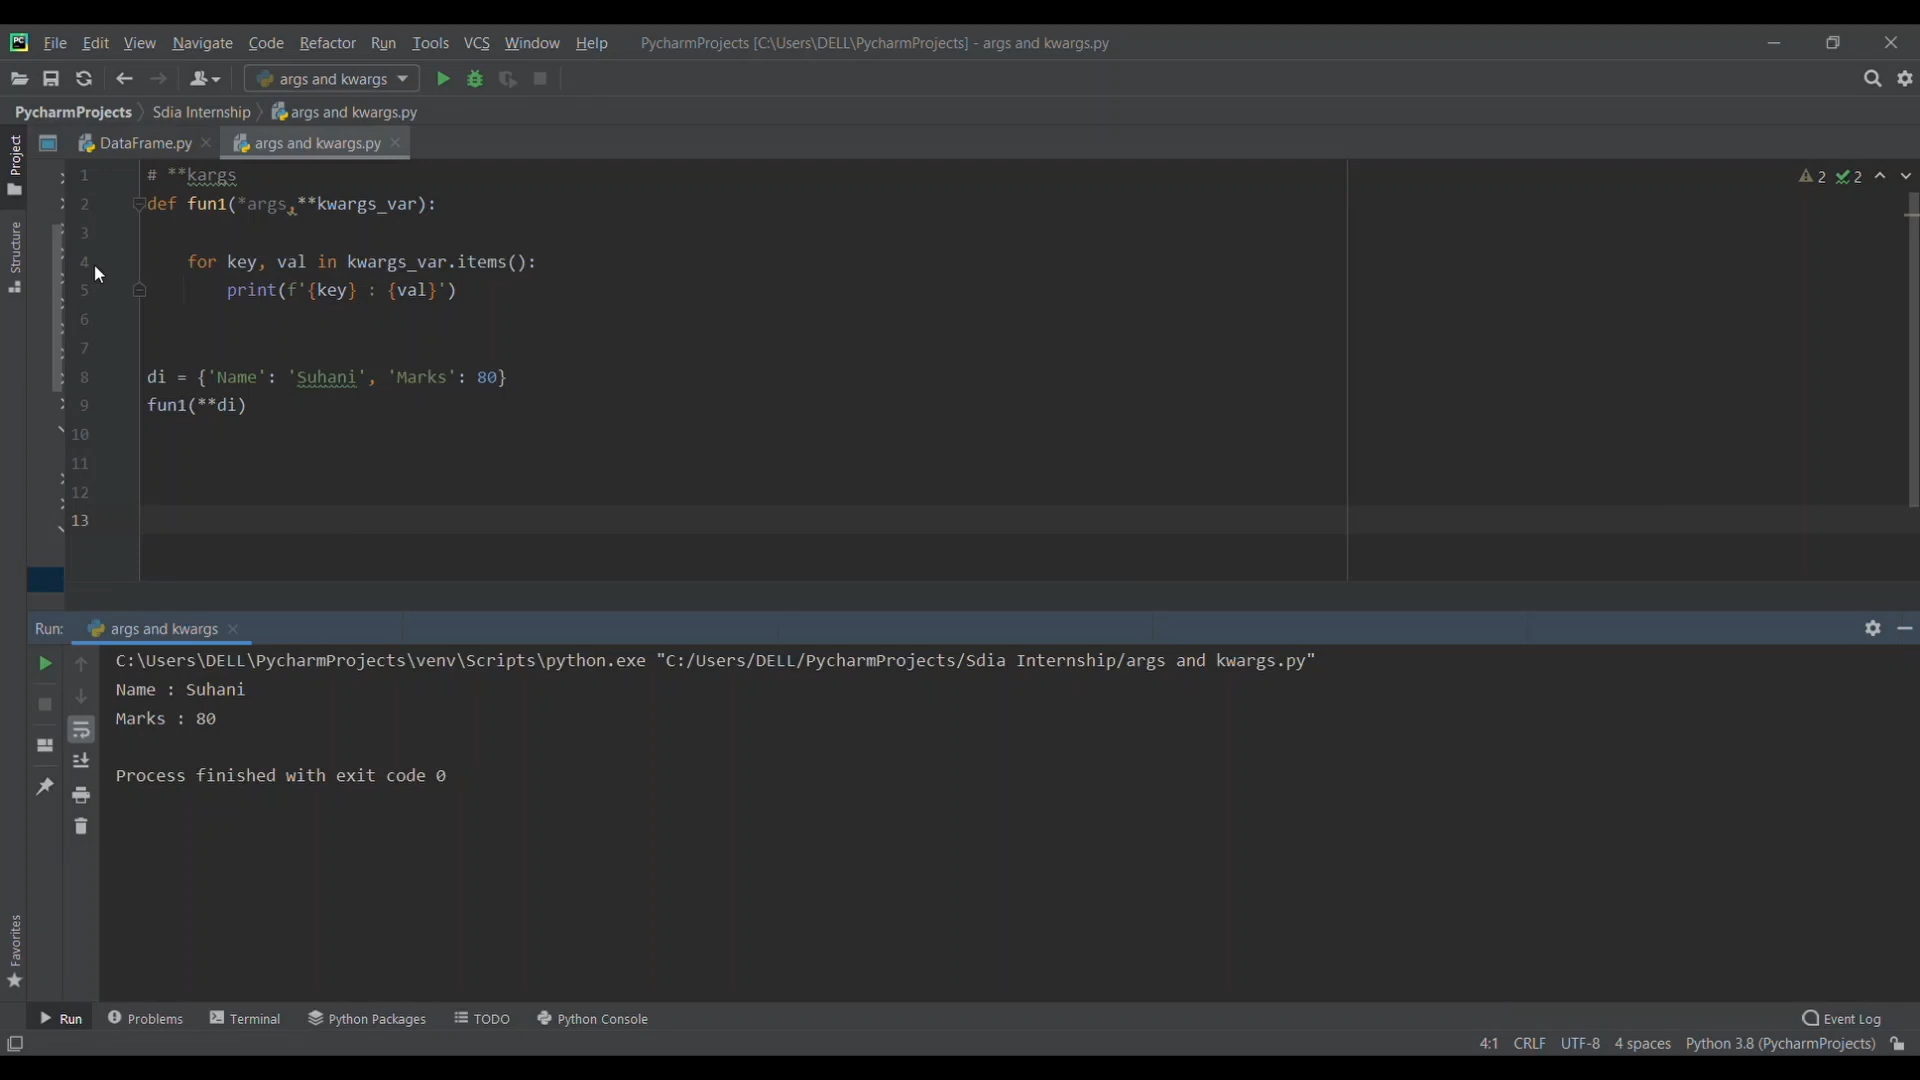 PC File Edit View Navigate Code Refactor Run Tools VCS Window Help PycharmProjects [C:\Users\DELL\PycharmProjects] - args and kwargs.py
args and kwargs
PycharmProjects Sdia Internship args and kwargs.py
Project
Structure
Favorites
DataFrame.py args and kwargs.py
1 # **kargs
2 def fun1(*args,**kwargs_var):
3
4 for key, val in kwargs_var.items():
5 print(f'{key} : {val}')
6
7
8 di = {'Name': 'Suhani', 'Marks': 80}
9 fun1(**di)
10
11
12
13
2 2
Run: args and kwargs
C:\Users\DELL\PycharmProjects\venv\Scripts\python.exe "C:/Users/DELL/PycharmProjects/Sdia Internship/args and kwargs.py"
Name : Suhani
Marks : 80
Process finished with exit code 0
Run Problems Terminal Python Packages TODO Python Console Event Log
4:1 CRLF UTF-8 4 spaces Python 3.8 (PycharmProjects)